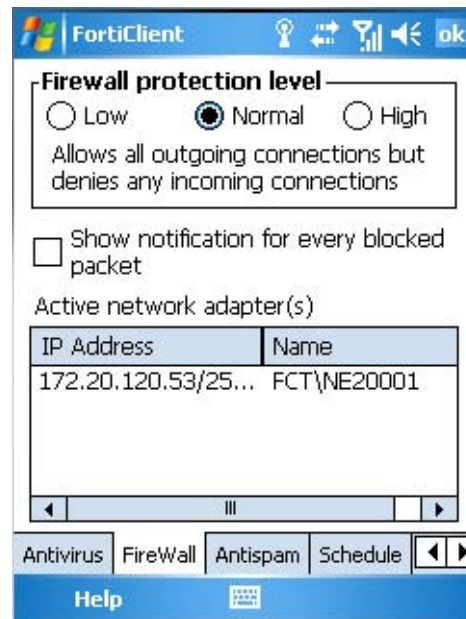 FortiClient ok
Firewall protection level
Low Normal High
Allows all outgoing connections but
denies any incoming connections
Show notification for every blocked
packet
Active network adapter(s)
IP Address Name
172.20.120.53/25... FCT\NE20001
Antivirus FireWall Antispam Schedule
Help